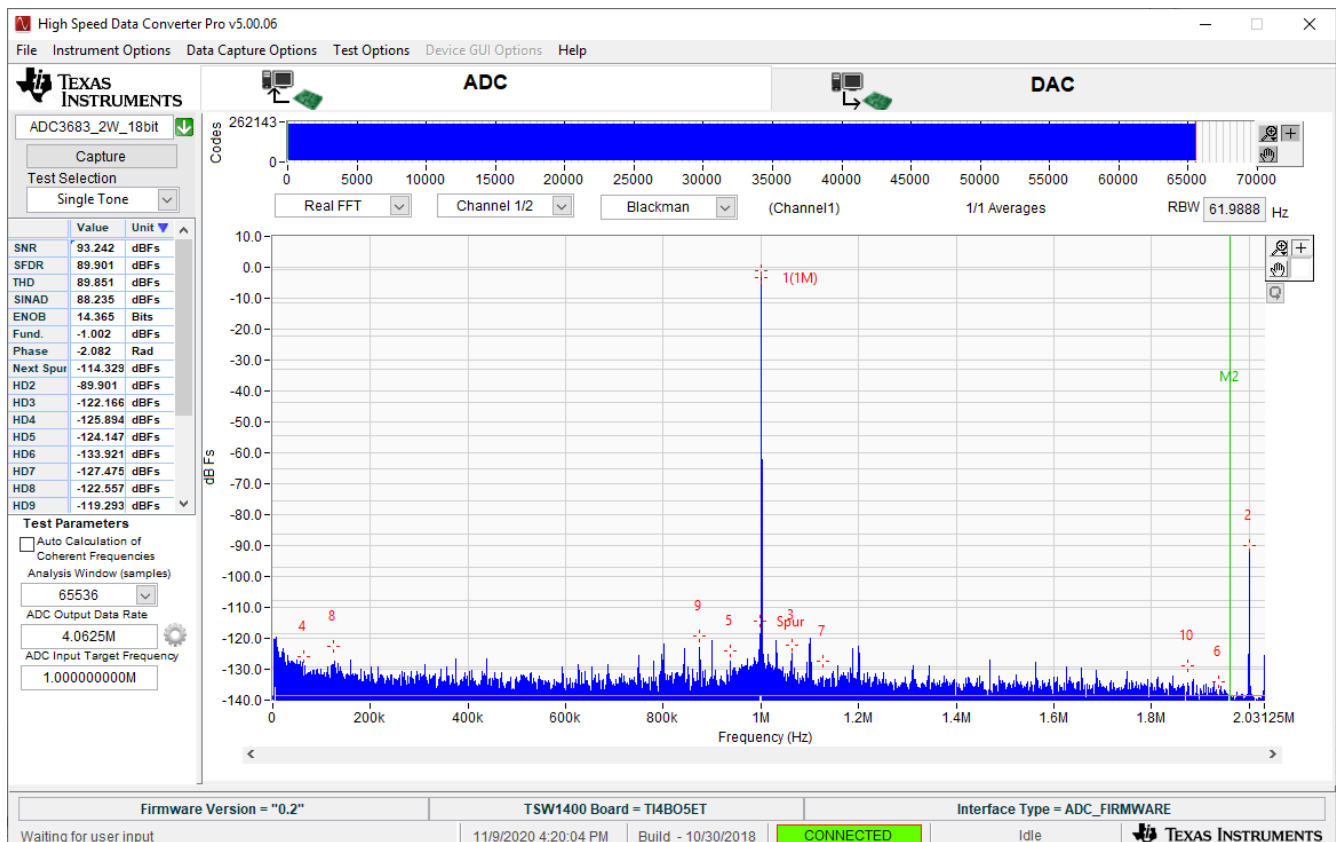 High Speed Data Converter Pro v5.00.06
File Instrument Options Data Capture Options Test Options Device GUI Options Help
TEXAS INSTRUMENTS
ADC
DAC
ADC3683_2W_18bit
Capture
Test Selection
Single Tone
Value Unit
SNR 93.242 dBFs
SFDR 89.901 dBFs
THD 89.851 dBFs
SINAD 88.235 dBFs
ENOB 14.365 Bits
Fund. -1.002 dBFs
Phase -2.082 Rad
Next Spur -114.329 dBFs
HD2 -89.901 dBFs
HD3 -122.166 dBFs
HD4 -125.894 dBFs
HD5 -124.147 dBFs
HD6 -133.921 dBFs
HD7 -127.475 dBFs
HD8 -122.557 dBFs
HD9 -119.293 dBFs
Test Parameters
Auto Calculation of
Coherent Frequencies
Analysis Window (samples)
65536
ADC Output Data Rate
4.0625M
ADC Input Target Frequency
1.000000000M
Codes
262143
0
0 5000 10000 15000 20000 25000 30000 35000 40000 45000 50000 55000 60000 65000 70000
Real FFT Channel 1/2 Blackman (Channel1) 1/1 Averages RBW 61.9888 Hz
dB Fs
10.0
0.0
-10.0
-20.0
-30.0
-40.0
-50.0
-60.0
-70.0
-80.0
-90.0
-100.0
-110.0
-120.0
-130.0
-140.0
1(1M)
M2
2
9
4 8 5 Spur 3 7 10 6
0 200k 400k 600k 800k 1M 1.2M 1.4M 1.6M 1.8M 2.03125M
Frequency (Hz)
Firmware Version = "0.2" TSW1400 Board = TI4BO5ET Interface Type = ADC_FIRMWARE
Waiting for user input 11/9/2020 4:20:04 PM Build - 10/30/2018 CONNECTED Idle TEXAS INSTRUMENTS